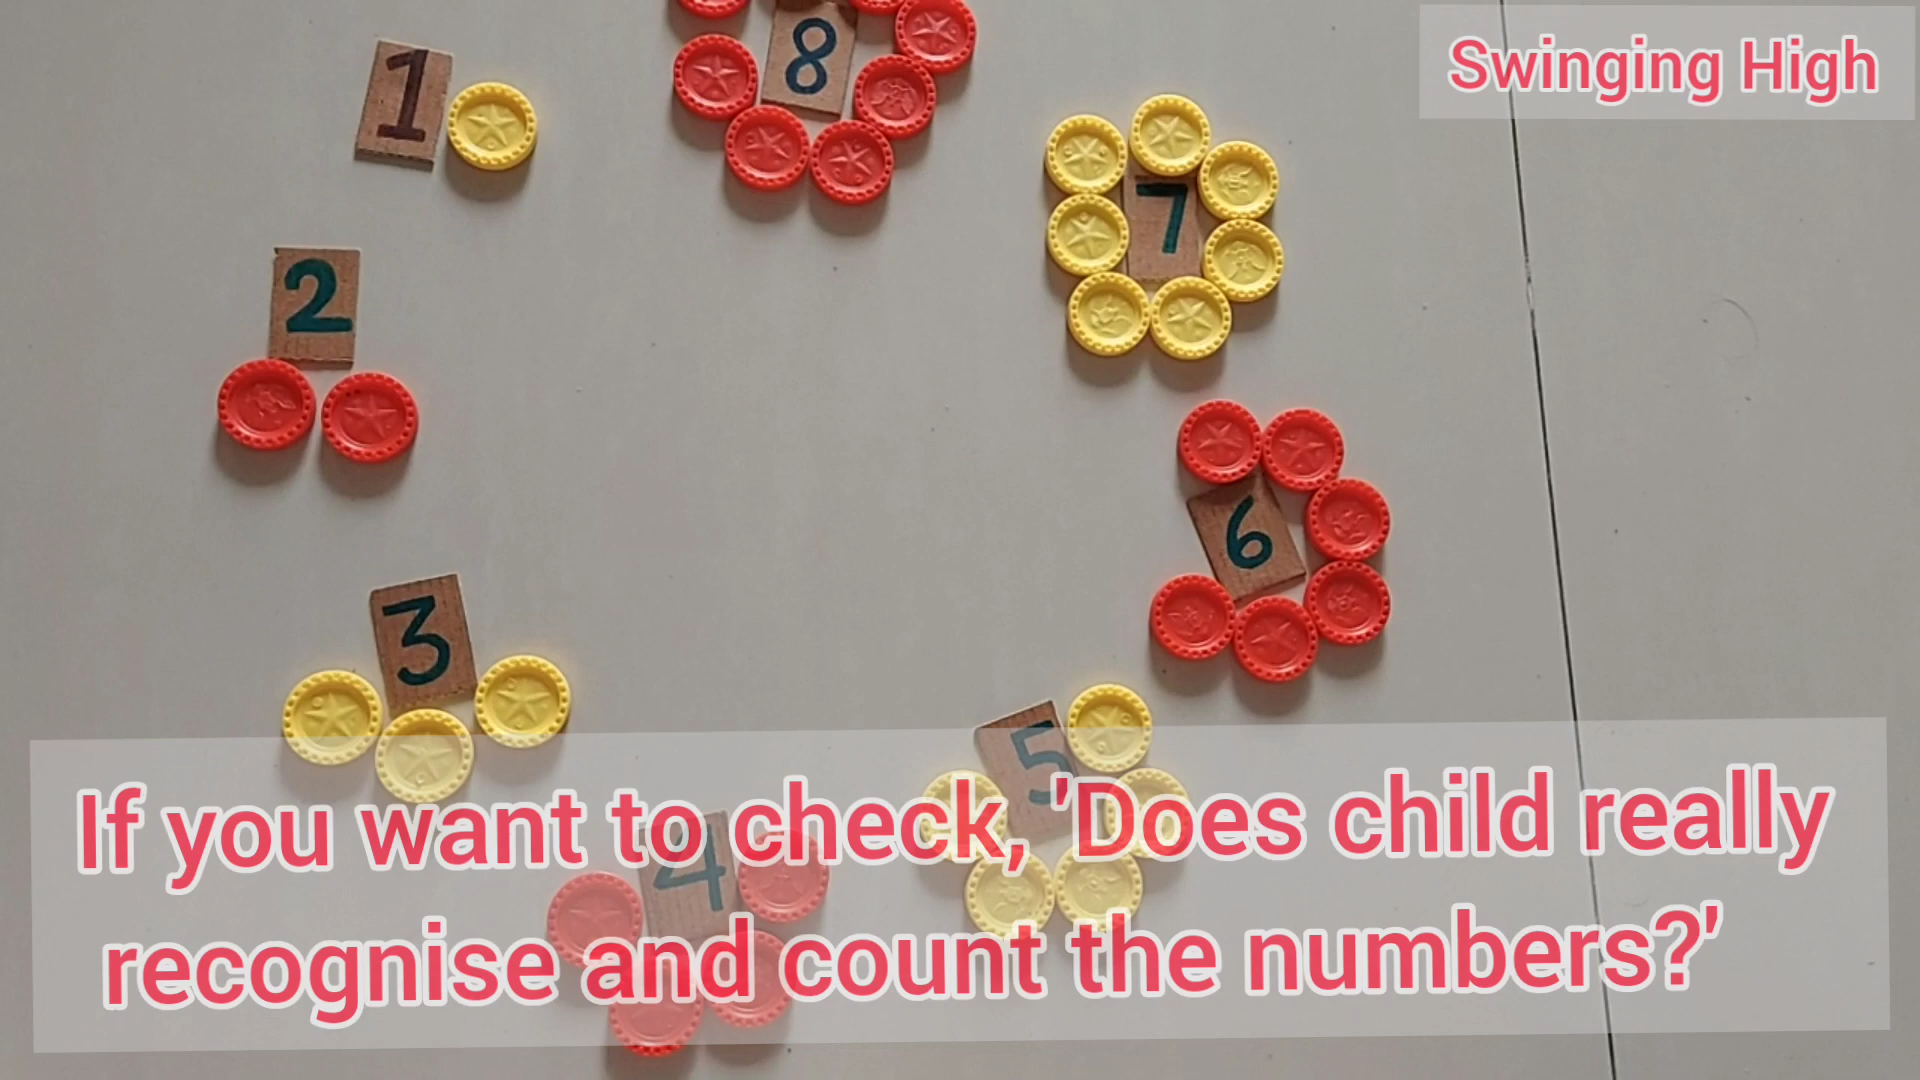 Swinging High
1
8
7
2
6
3
5
4
If you want to check, 'Does child really
recognise and count the numbers?'